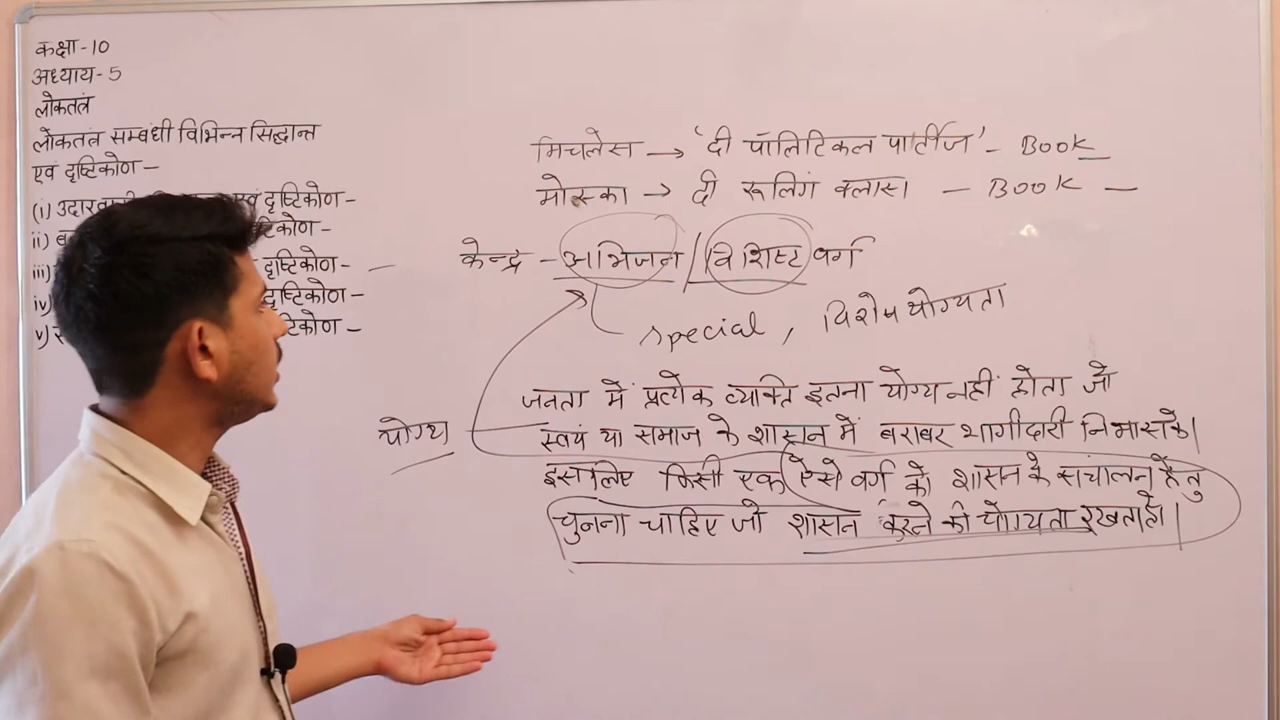 कक्षा-10
अध्याय-5
लोकतंत्र
लोकतंत्र सम्बंधी विभिन्न सिद्धान्त
एवं दृष्टिकोण-
(i) एवं दृष्टिकोण-
ii)
iii) दृष्टिकोण-
iv) दृष्टिकोण-
v)
मिचलेस → 'दी पॉलिटिकल पार्टीज' - Book
मोस्का → दी रूलिंग क्लास। - Book -
केन्द्र - अभिजन / विशिष्ट वर्ग
special, विशेष योग्यता
जनता में प्रत्येक व्यक्ति इतना योग्य नहीं होता जो
योग्य
स्वयं या समाज के शासन में बराबर भागीदारी निभा सके।
इसलिए किसी एक ऐसे वर्ग को शासन के संचालन हेतु
चुनना चाहिए जो शासन करने की योग्यता रखता हो।